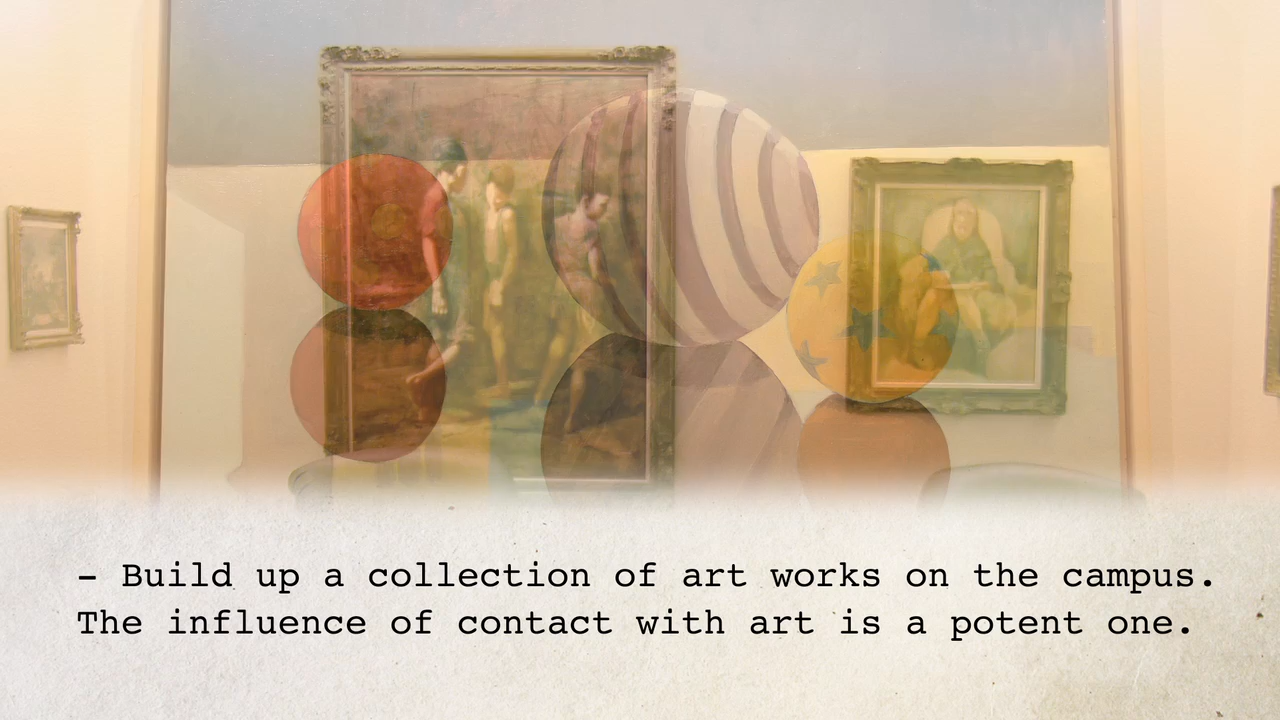 - Build up a collection of art works on the campus.
The influence of contact with art is a potent one.